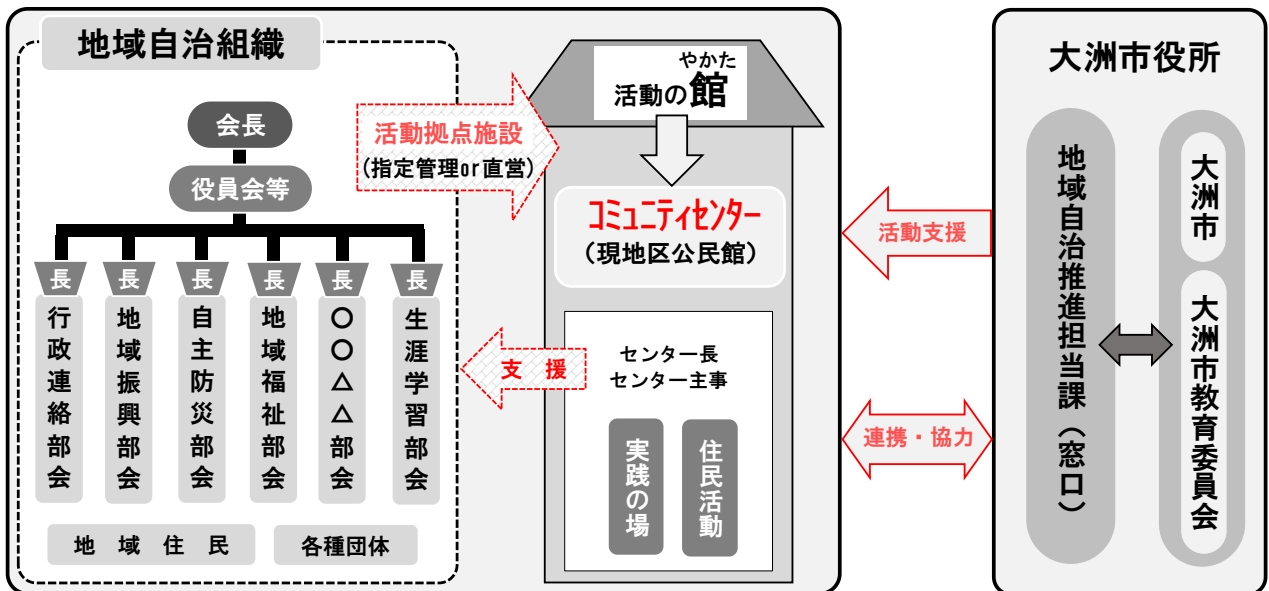 地域自治組織
会長
役員会等
長
長
長
長
長
長
行政連絡部会
地域振興部会
自主防災部会
地域福祉部会
〇〇△△部会
生涯学習部会
地域住民
各種団体
活動拠点施設
(指定管理or直営)
支援
やかた
活動の館
コミュニティセンター
(現地区公民館)
センター長
センター主事
実践の場
住民活動
活動支援
連携・協力
大洲市役所
地域自治推進担当課(窓口)
大洲市
大洲市教育委員会